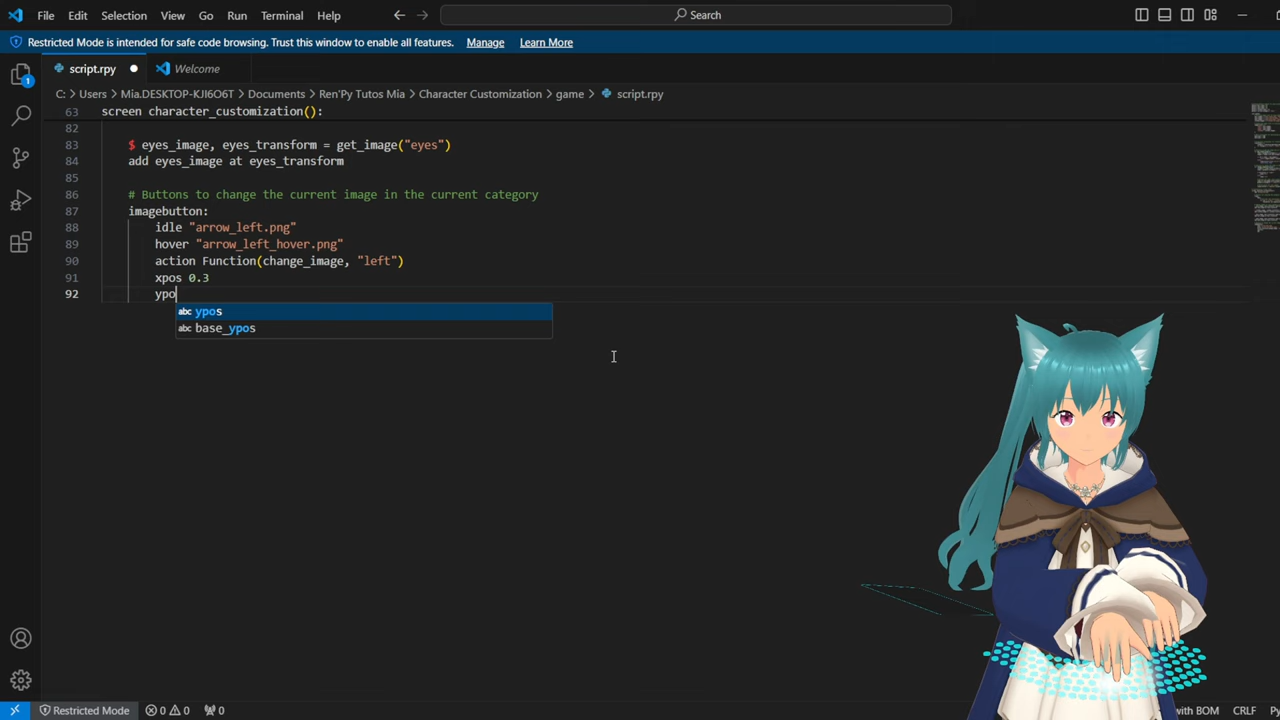 File Edit Selection View Go Run Terminal Help Search
Restricted Mode is intended for safe code browsing. Trust this window to enable all features. Manage Learn More
script.rpy Welcome
C: > Users > Mia.DESKTOP-KJI6O6T > Documents > Ren'Py Tutos Mia > Character Customization > game > script.rpy
63 screen character_customization():
82
83 $ eyes_image, eyes_transform = get_image("eyes")
84 add eyes_image at eyes_transform
85
86 # Buttons to change the current image in the current category
87 imagebutton:
88 idle "arrow_left.png"
89 hover "arrow_left_hover.png"
90 action Function(change_image, "left")
91 xpos 0.3
92 ypo
abc ypos
abc base_ypos
1
Restricted Mode 0 0 0 with BOM CRLF